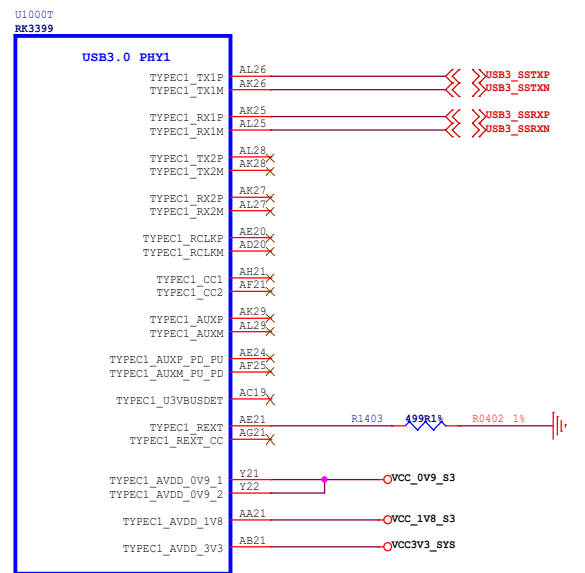 U1000T
RK3399
USB3.0 PHY1
TYPEC1_TX1P AL26 USB3_SSTXP
TYPEC1_TX1M AK26 USB3_SSTXN
TYPEC1_RX1P AK25 USB3_SSRXP
TYPEC1_RX1M AL25 USB3_SSRXN
TYPEC1_TX2P AL28
TYPEC1_TX2M AK28
TYPEC1_RX2P AK27
TYPEC1_RX2M AL27
TYPEC1_RCLKP AE20
TYPEC1_RCLKM AD20
TYPEC1_CC1 AH21
TYPEC1_CC2 AF21
TYPEC1_AUXP AK29
TYPEC1_AUXM AL29
TYPEC1_AUXP_PD_PU AE24
TYPEC1_AUXM_PU_PD AF25
TYPEC1_U3VBUSDET AC19
TYPEC1_REXT AE21 R1403 499R1% R0402 1%
TYPEC1_REXT_CC AG21
TYPEC1_AVDD_0V9_1 Y21 VCC_0V9_S3
TYPEC1_AVDD_0V9_2 Y22
TYPEC1_AVDD_1V8 AA21 VCC_1V8_S3
TYPEC1_AVDD_3V3 AB21 VCC3V3_SYS